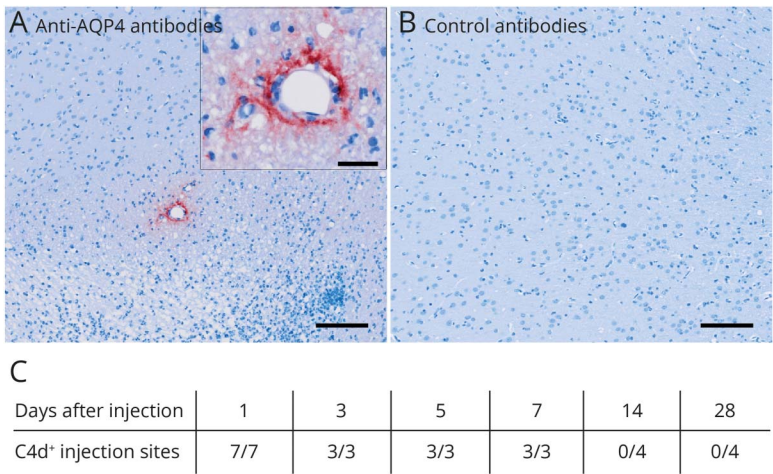 A Anti-AQP4 antibodies
B Control antibodies
C
Days after injection 1 3 5 7 14 28
C4d⁺ injection sites 7/7 3/3 3/3 3/3 0/4 0/4